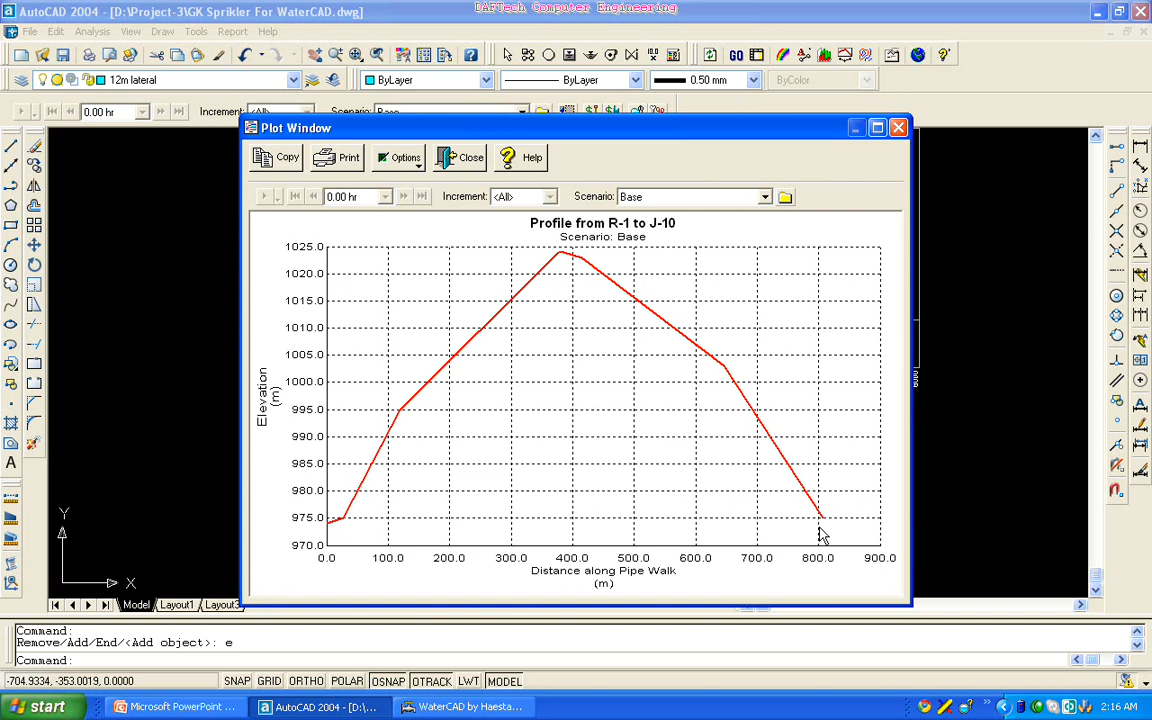 DAFTech Computer Engineering
AutoCAD 2004 - [D:\Project-3\GK Sprikler For WaterCAD.dwg]
File Edit Analysis View Draw Tools Report Help
GO
12m lateral
ByLayer
ByLayer
0.50 mm
ByColor
0.00 hr
Increment: <All>
Scenario: Base
Plot Window
Copy Print Options Close Help
0.00 hr
Increment: <All>
Scenario: Base
Profile from R-1 to J-10
Scenario: Base
1025.0
1020.0
1015.0
1010.0
1005.0
1000.0
995.0
990.0
985.0
980.0
975.0
970.0
Elevation
(m)
0.0 100.0 200.0 300.0 400.0 500.0 600.0 700.0 800.0 900.0
Distance along Pipe Walk
(m)
Y
X
Model Layout1 Layout3
Command:
Remove/Add/End/<Add object>: e
Command:
-704.9334, -353.0019, 0.0000
SNAP GRID ORTHO POLAR OSNAP OTRACK LWT MODEL
start
Microsoft PowerPoint ...
AutoCAD 2004 - [D:\...
WaterCAD by Haesta...
2:16 AM